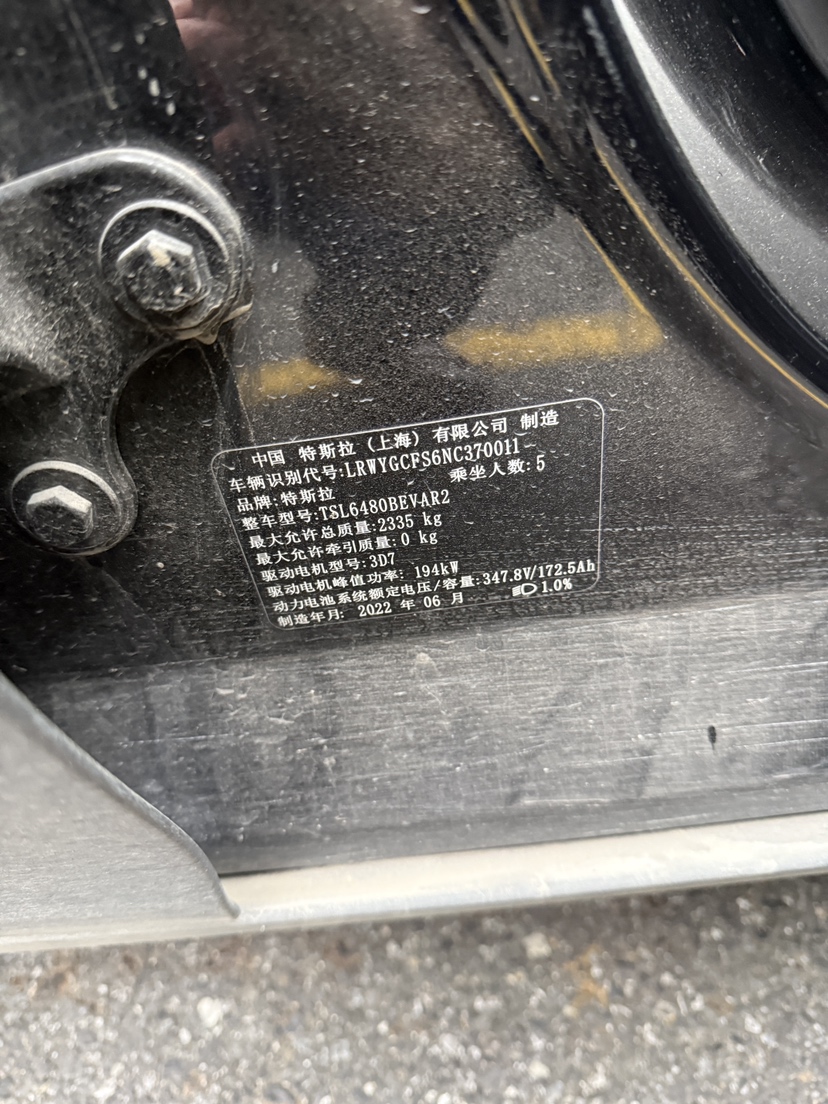 中国 特斯拉（上海）有限公司 制造
车辆识别代号:LRWYGCFS6NC370011
品牌:特斯拉 乘坐人数:5
整车型号:TSL6480BEVAR2
最大允许总质量:2335 kg
最大允许牵引质量:0 kg
驱动电机型号:3D7
驱动电机峰值功率: 194kW
动力电池系统额定电压/容量:347.8V/172.5Ah
制造年月: 2022 年 06 月 1.0%